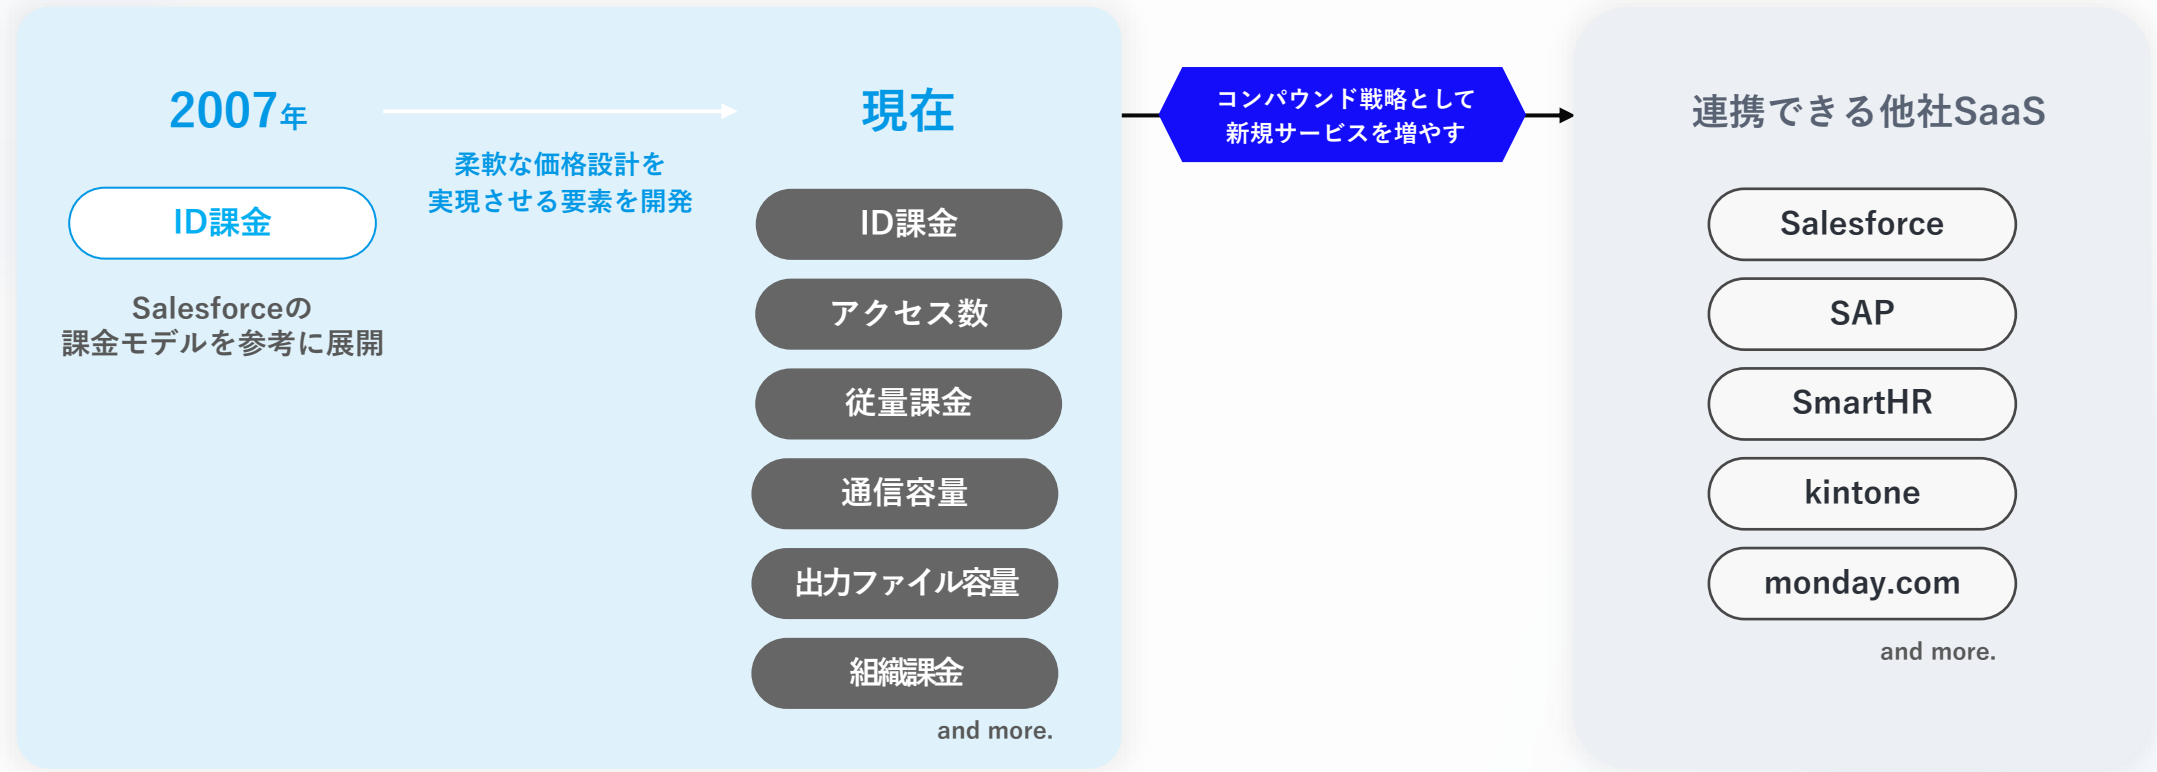 2007年
ID課金
Salesforceの
課金モデルを参考に展開
柔軟な価格設計を
実現させる要素を開発
現在
ID課金
アクセス数
従量課金
通信容量
出力ファイル容量
組織課金
and more.
コンパウンド戦略として
新規サービスを増やす
連携できる他社SaaS
Salesforce
SAP
SmartHR
kintone
monday.com
and more.